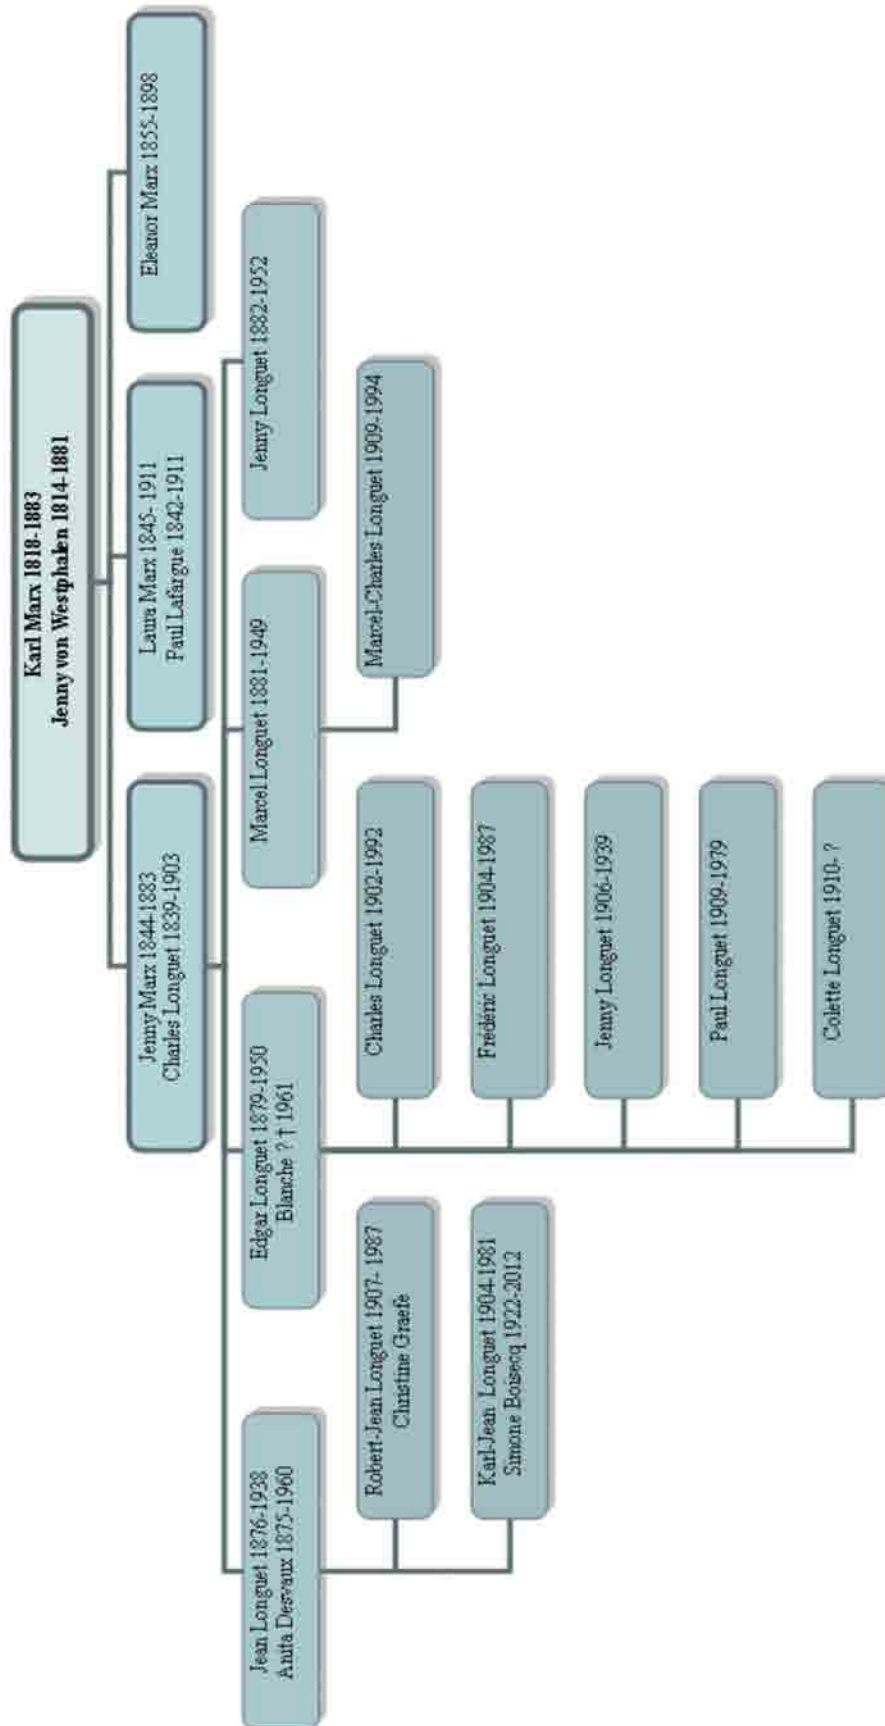 Karl Marx 1818-1883
Jenny von Westphalen 1814-1881
Jenny Marx 1844-1883
Charles Longuet 1839-1903
Laura Marx 1845- 1911
Paul Lafargue 1842-1911
Eleanor Marx 1855-1898
Jean Longuet 1876-1938
Anita Desvaux 1875-1960
Edgar Longuet 1879-1950
Blanche ? † 1961
Marcel Longuet 1881-1949
Jenny Longuet 1882-1952
Robert-Jean Longuet 1907- 1987
Christine Graefe
Charles Longuet 1902-1992
Marcel-Charles Longuet 1909-1994
Karl-Jean Longuet 1904-1981
Simone Boisecq 1922-2012
Frédéric Longuet 1904-1987
Jenny Longuet 1906-1939
Paul Longuet 1909-1979
Colette Longuet 1910- ?